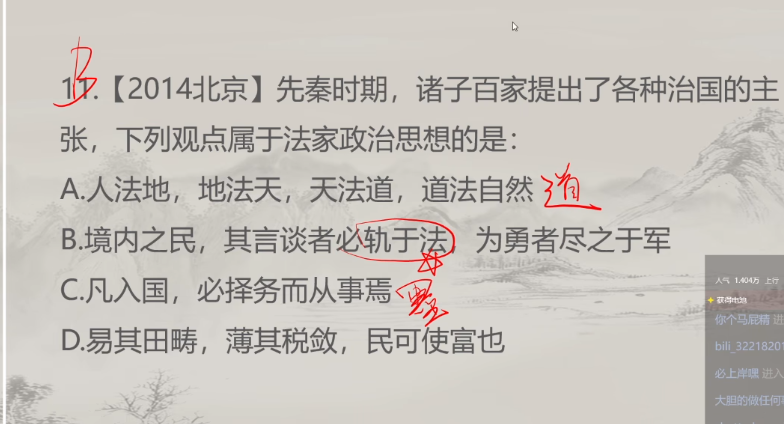 B
11.【2014北京】先秦时期，诸子百家提出了各种治国的主
张，下列观点属于法家政治思想的是：
A.人法地，地法天，天法道，道法自然 道
B.境内之民，其言谈者必轨于法，为勇者尽之于军
C.凡入国，必择务而从事焉 墨
D.易其田畴，薄其税敛，民可使富也
人气 1.404万 上行
获得电池
你个马屁精 进
bili_32218201
必上岸嘿 进入
大胆的做任何事